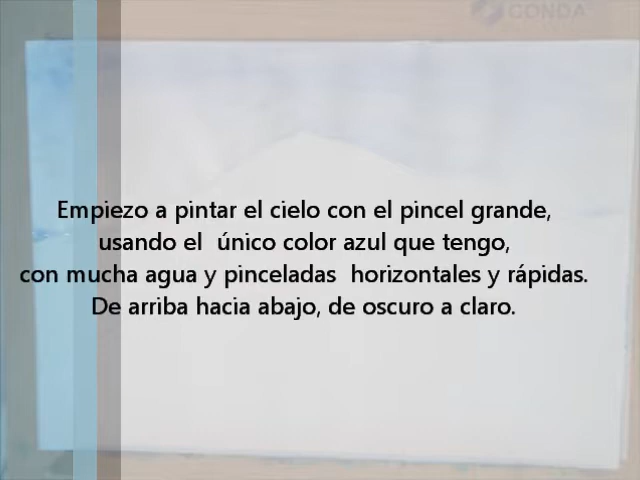 CONDA
Empiezo a pintar el cielo con el pincel grande,
usando el único color azul que tengo,
con mucha agua y pinceladas horizontales y rápidas.
De arriba hacia abajo, de oscuro a claro.